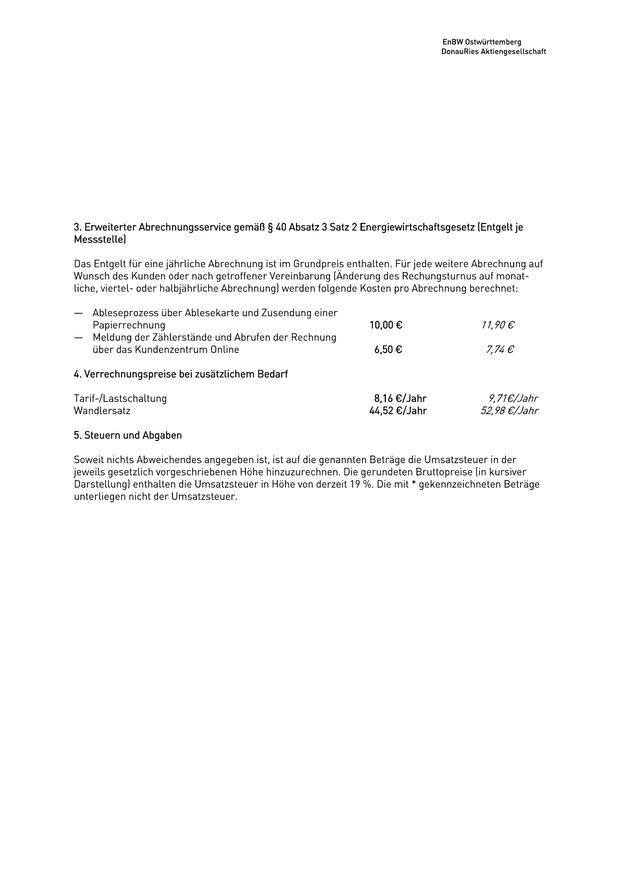 EnBW Ostwürttemberg
DonauRies Aktiengesellschaft
3. Erweiterter Abrechnungsservice gemäß § 40 Absatz 3 Satz 2 Energiewirtschaftsgesetz (Entgelt je
Messstelle)
Das Entgelt für eine jährliche Abrechnung ist im Grundpreis enthalten. Für jede weitere Abrechnung auf
Wunsch des Kunden oder nach getroffener Vereinbarung (Änderung des Rechungsturnus auf monat-
liche, viertel- oder halbjährliche Abrechnung) werden folgende Kosten pro Abrechnung berechnet:
— Ableseprozess über Ablesekarte und Zusendung einer
Papierrechnung 10,00 € 11,90 €
— Meldung der Zählerstände und Abrufen der Rechnung
über das Kundenzentrum Online 6,50 € 7,74 €
4. Verrechnungspreise bei zusätzlichem Bedarf
Tarif-/Lastschaltung 8,16 €/Jahr 9,71€/Jahr
Wandlersatz 44,52 €/Jahr 52,98 €/Jahr
5. Steuern und Abgaben
Soweit nichts Abweichendes angegeben ist, ist auf die genannten Beträge die Umsatzsteuer in der
jeweils gesetzlich vorgeschriebenen Höhe hinzuzurechnen. Die gerundeten Bruttopreise (in kursiver
Darstellung) enthalten die Umsatzsteuer in Höhe von derzeit 19 %. Die mit * gekennzeichneten Beträge
unterliegen nicht der Umsatzsteuer.